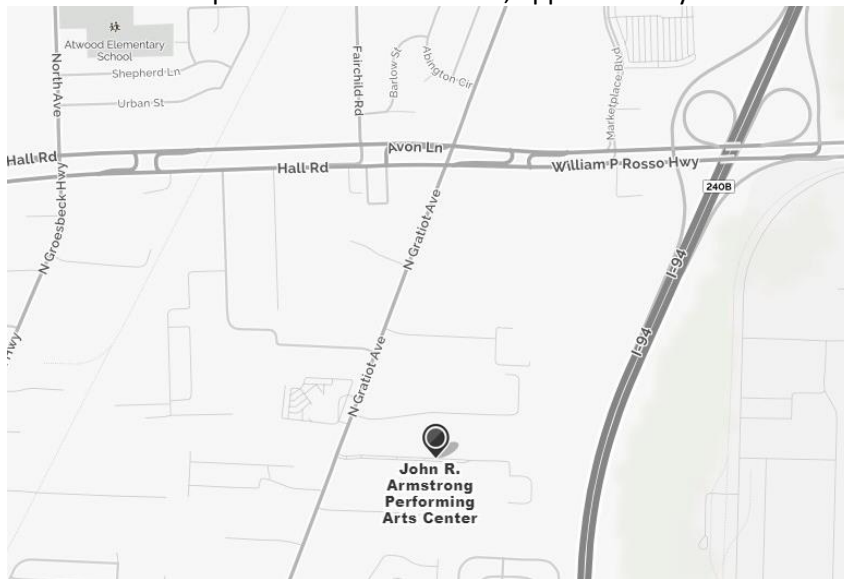 Atwood Elementary
School
North Ave
Shepherd Ln
Urban St
Fairchild Rd
Barlow St
Abington Cir
Marketplace Blvd
Hall Rd
Avon Ln
Hall Rd
William P Rosso Hwy
240B
N Groesbeck Hwy
N Gratiot Ave
I-94
I-94
Hwy
N Gratiot Ave
John R.
Armstrong
Performing
Arts Center